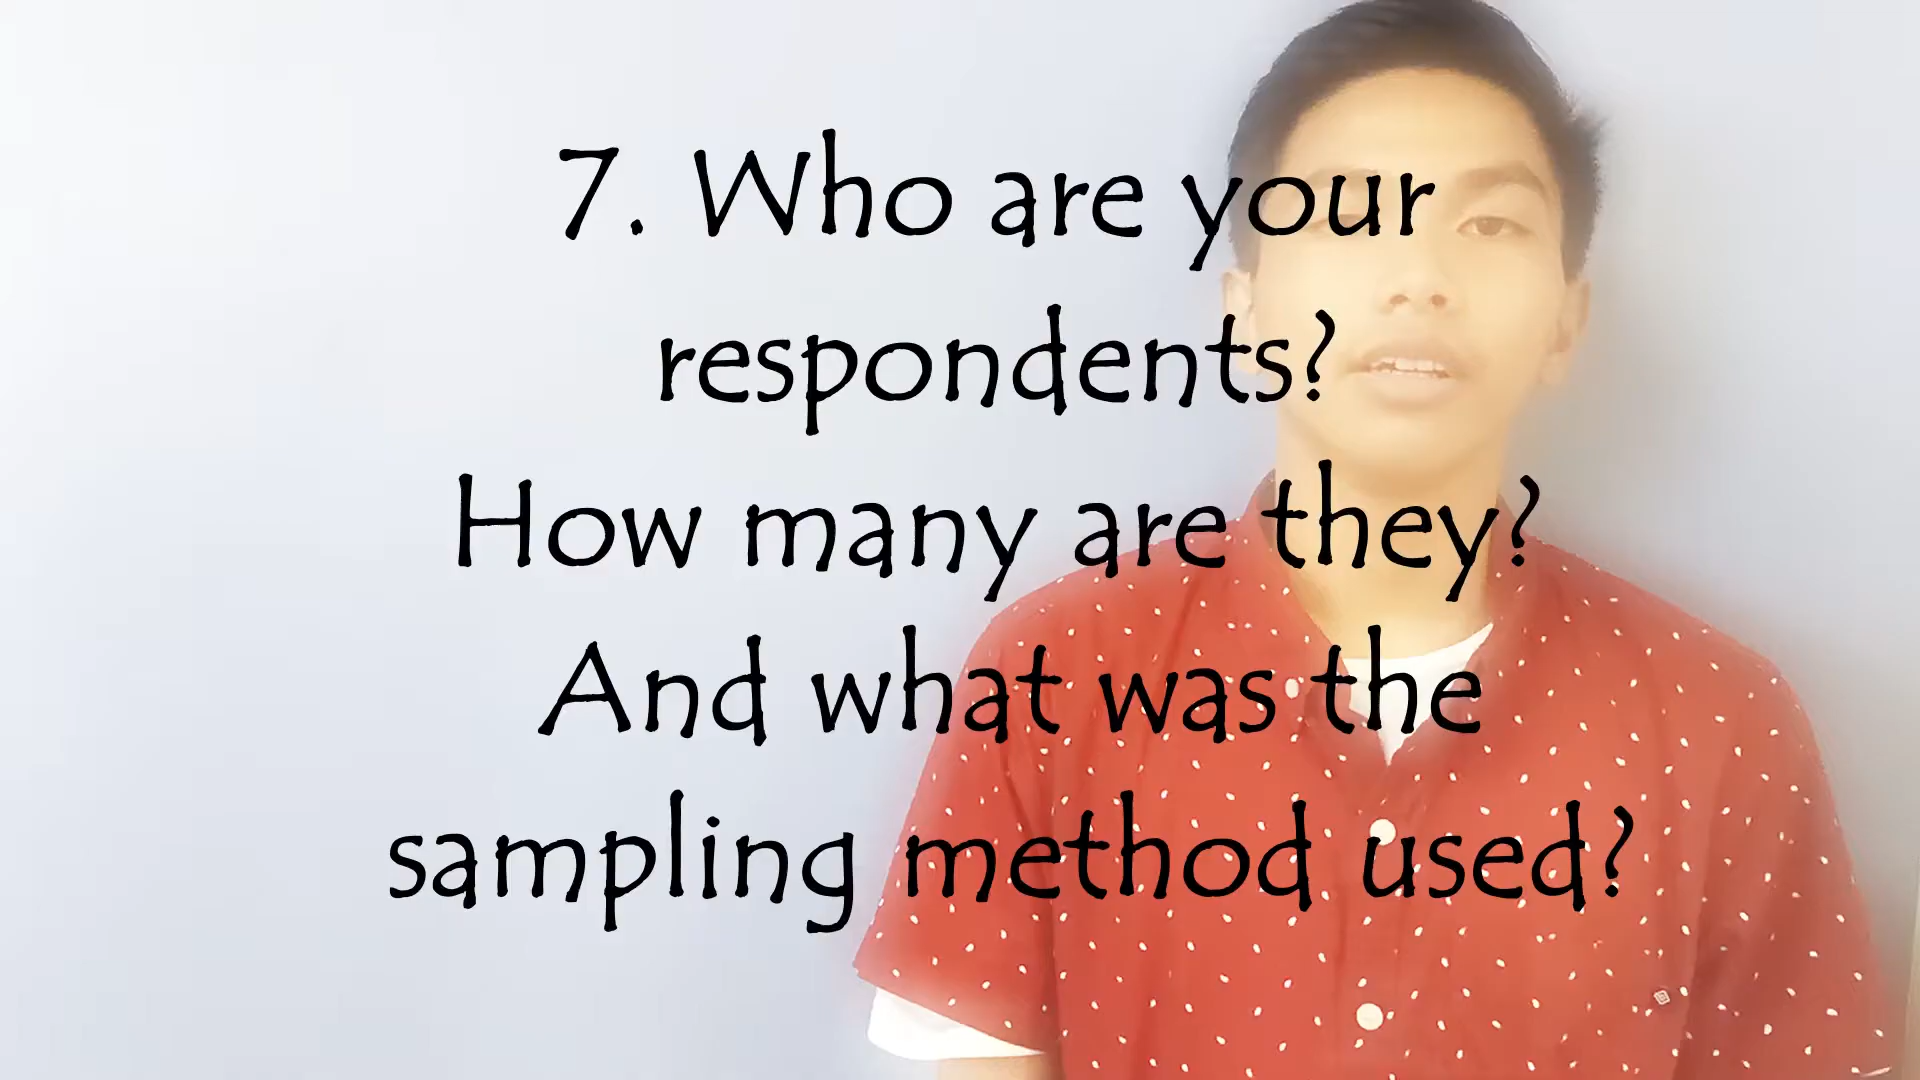 7. Who are your
respondents?
How many are they?
And what was the
sampling method used?